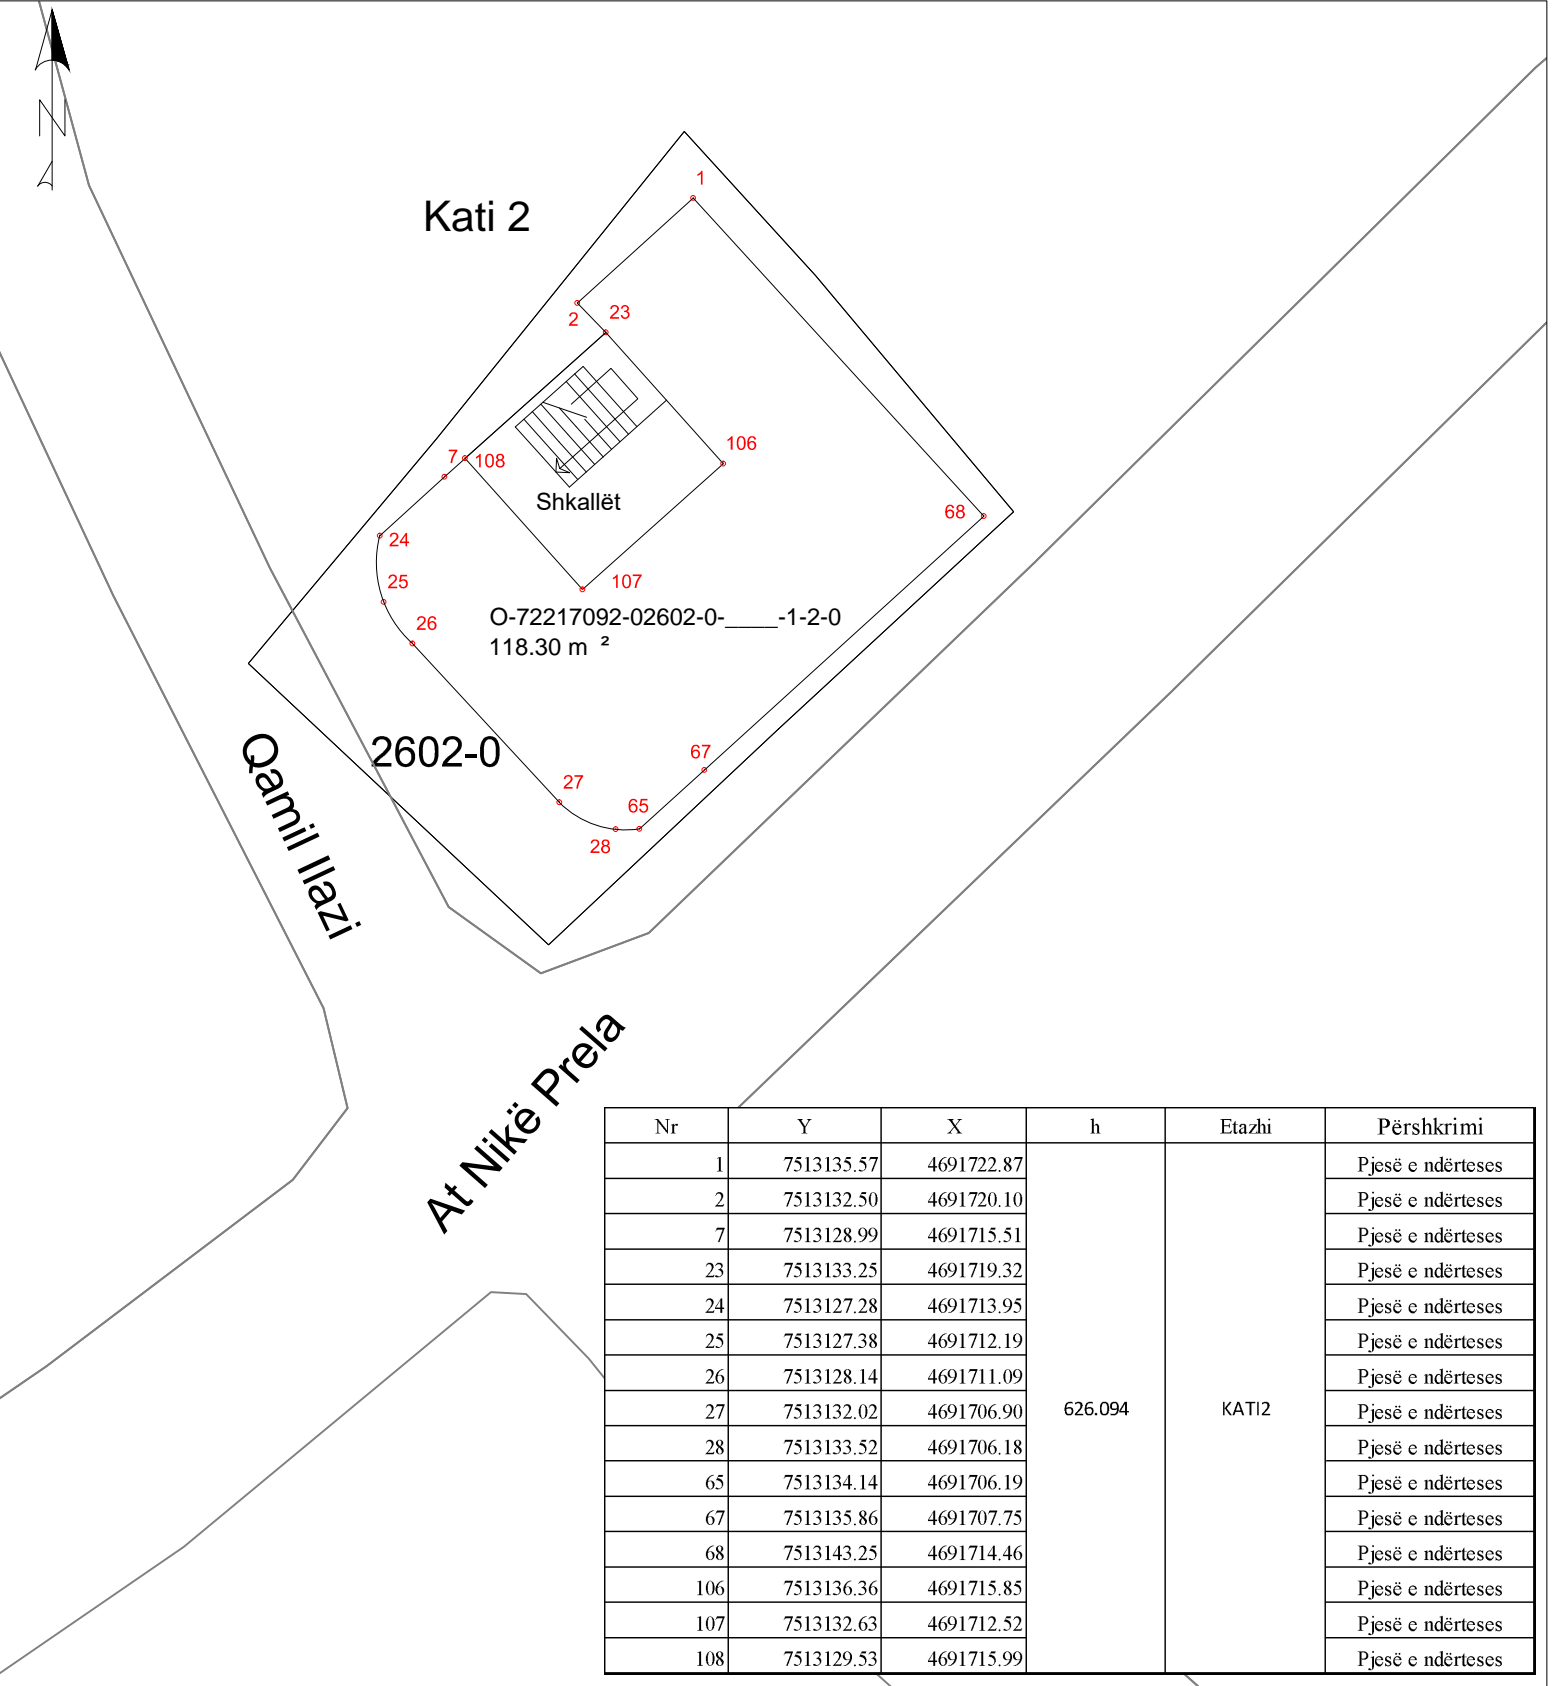 N
Kati 2
1
2
23
7
108
106
68
24
25
26
Shkallët
107
O-72217092-02602-0-____-1-2-0
118.30 m ²
2602-0
67
27
65
28
Qamil Ilazi
At Nikë Prela
Nr Y X h Etazhi Përshkrimi
1 7513135.57 4691722.87 Pjesë e ndërteses
2 7513132.50 4691720.10 Pjesë e ndërteses
7 7513128.99 4691715.51 Pjesë e ndërteses
23 7513133.25 4691719.32 Pjesë e ndërteses
24 7513127.28 4691713.95 Pjesë e ndërteses
25 7513127.38 4691712.19 Pjesë e ndërteses
26 7513128.14 4691711.09 Pjesë e ndërteses
27 7513132.02 4691706.90 626.094 KATI2 Pjesë e ndërteses
28 7513133.52 4691706.18 Pjesë e ndërteses
65 7513134.14 4691706.19 Pjesë e ndërteses
67 7513135.86 4691707.75 Pjesë e ndërteses
68 7513143.25 4691714.46 Pjesë e ndërteses
106 7513136.36 4691715.85 Pjesë e ndërteses
107 7513132.63 4691712.52 Pjesë e ndërteses
108 7513129.53 4691715.99 Pjesë e ndërteses